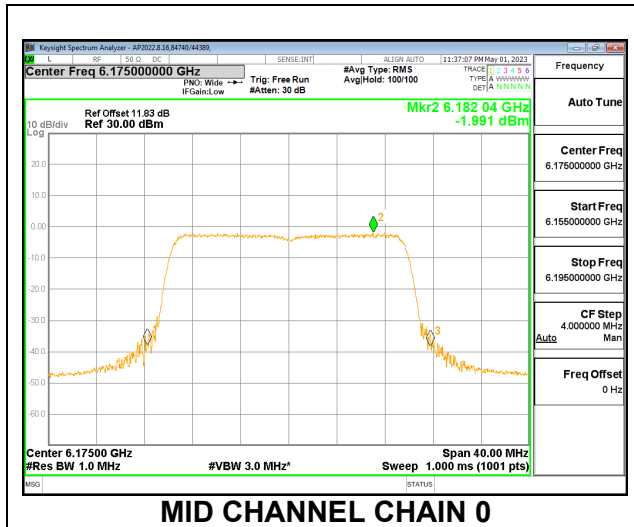 Keysight Spectrum Analyzer - AP2022.8.16,84740/44389,
L RF 50 Ω DC SENSE:INT ALIGN AUTO 11:37:07 PM May 01, 2023
Center Freq 6.175000000 GHz
PNO: Wide
IFGain:Low
Trig: Free Run
#Atten: 30 dB
#Avg Type: RMS
Avg|Hold: 100/100
TRACE 1 2 3 4 5 6
TYPE A WWWWW
DET A N N N N N
Ref Offset 11.83 dB
Ref 30.00 dBm
10 dB/div
Log
Mkr2 6.182 04 GHz
-1.991 dBm
20.0
10.0
0.00
-10.0
-20.0
-30.0
-40.0
-50.0
-60.0
2
3
Center 6.17500 GHz
Span 40.00 MHz
#Res BW 1.0 MHz
#VBW 3.0 MHz*
Sweep 1.000 ms (1001 pts)
MSG
STATUS
Frequency
Auto Tune
Center Freq
6.175000000 GHz
Start Freq
6.155000000 GHz
Stop Freq
6.195000000 GHz
CF Step
4.000000 MHz
Auto Man
Freq Offset
0 Hz
MID CHANNEL CHAIN 0